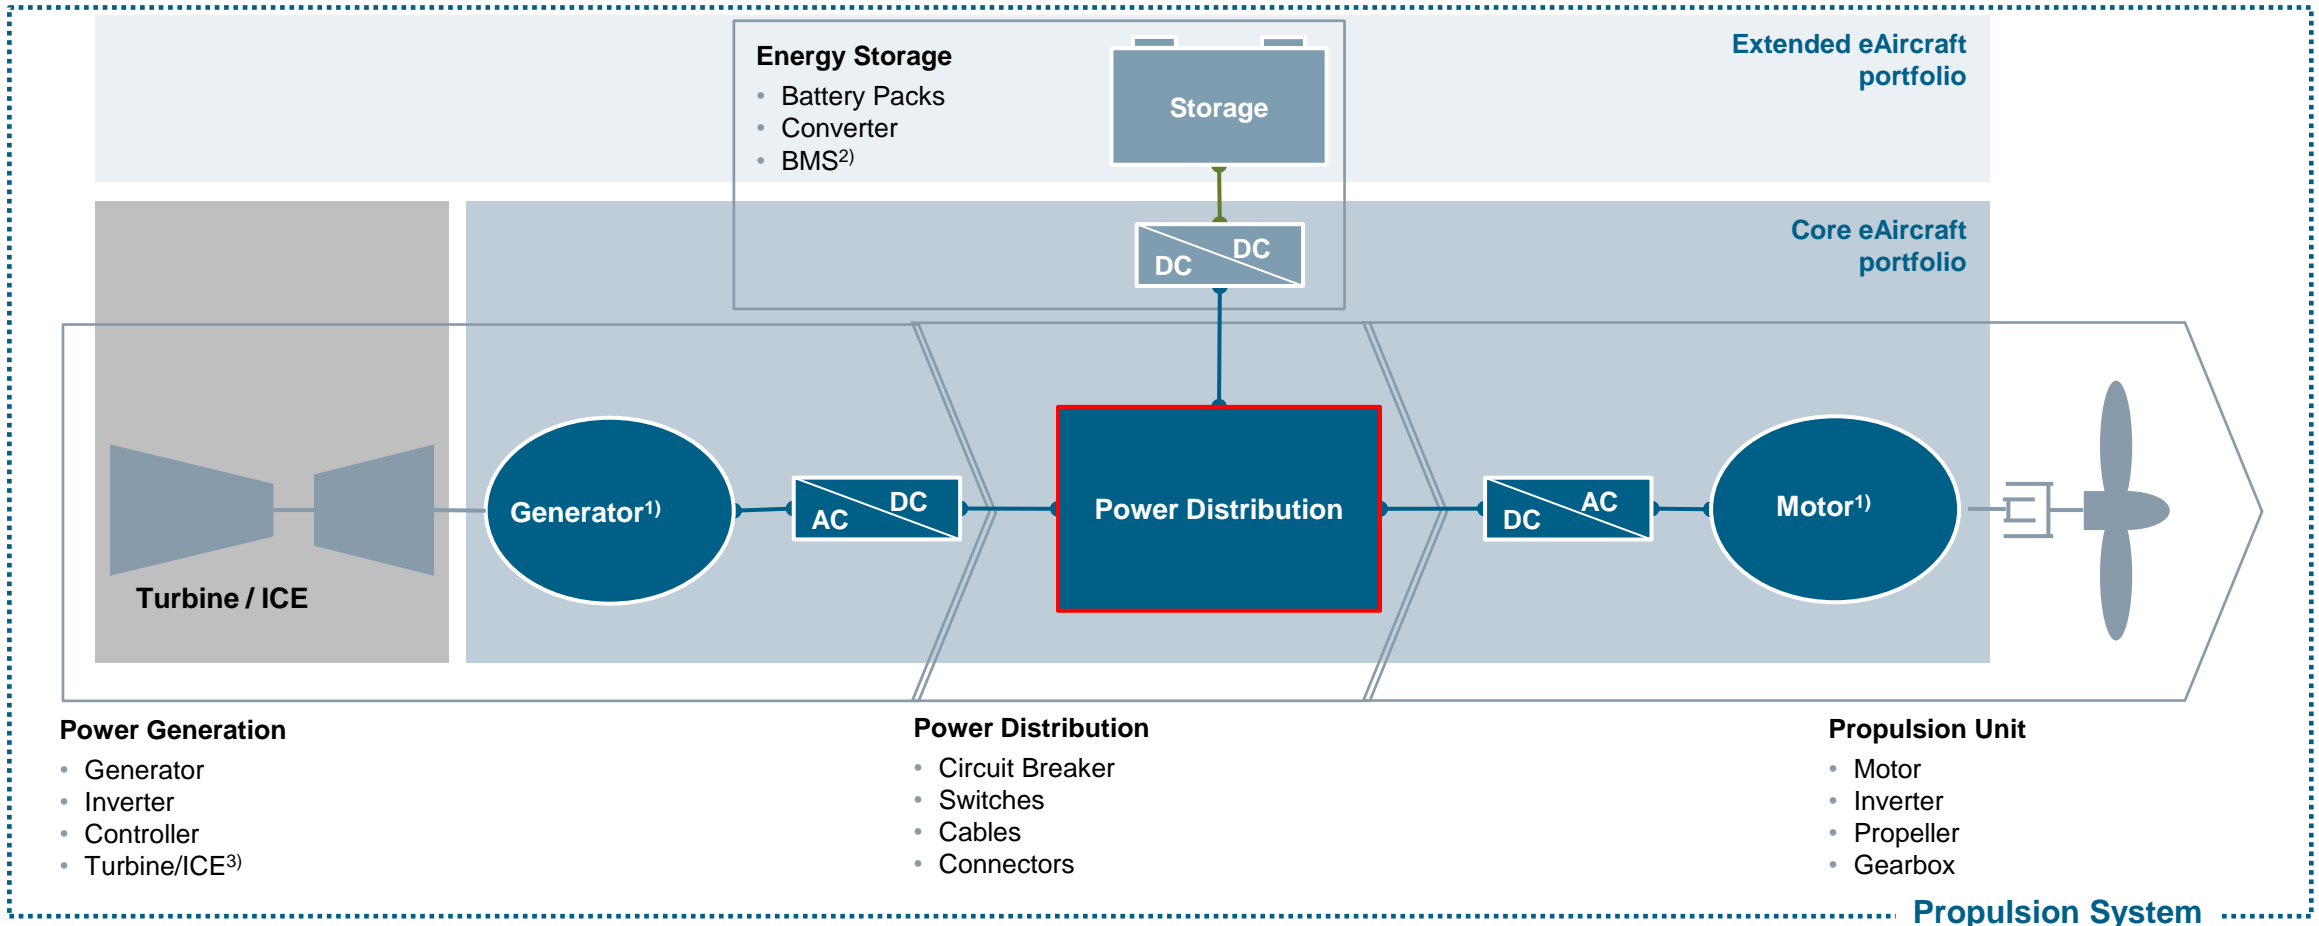 Energy Storage
• Battery Packs
• Converter
• BMS2)
Storage
Extended eAircraft
portfolio
Core eAircraft
portfolio
DC
DC
Generator1)
AC
DC
Power Distribution
DC
AC
Motor1)
Turbine / ICE
Power Generation
• Generator
• Inverter
• Controller
• Turbine/ICE3)
Power Distribution
• Circuit Breaker
• Switches
• Cables
• Connectors
Propulsion Unit
• Motor
• Inverter
• Propeller
• Gearbox
Propulsion System